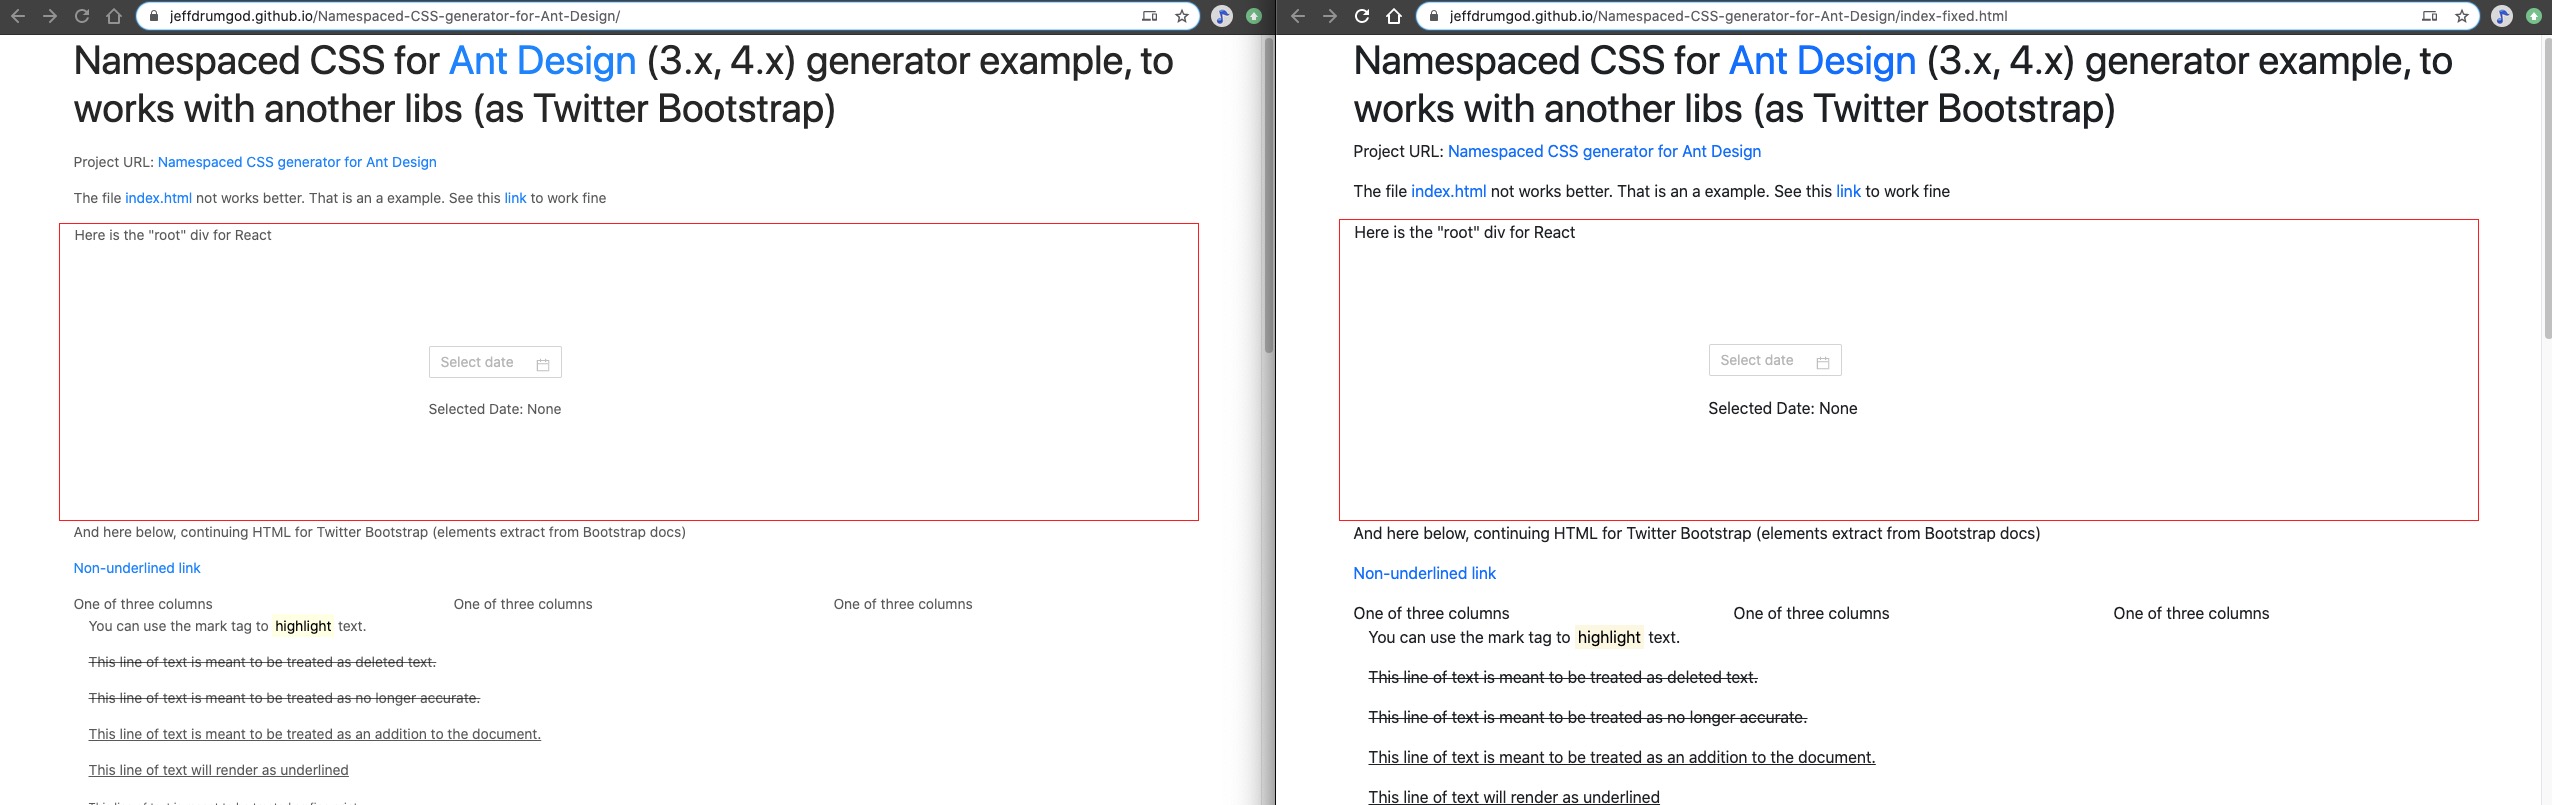 jeffdrumgod.github.io/Namespaced-CSS-generator-for-Ant-Design/
Namespaced CSS for Ant Design (3.x, 4.x) generator example, to
works with another libs (as Twitter Bootstrap)
Project URL: Namespaced CSS generator for Ant Design
The file index.html not works better. That is an a example. See this link to work fine
Here is the "root" div for React
Select date
Selected Date: None
And here below, continuing HTML for Twitter Bootstrap (elements extract from Bootstrap docs)
Non-underlined link
One of three columns One of three columns One of three columns
You can use the mark tag to highlight text.
This line of text is meant to be treated as deleted text.
This line of text is meant to be treated as no longer accurate.
This line of text is meant to be treated as an addition to the document.
This line of text will render as underlined
jeffdrumgod.github.io/Namespaced-CSS-generator-for-Ant-Design/index-fixed.html
Namespaced CSS for Ant Design (3.x, 4.x) generator example, to
works with another libs (as Twitter Bootstrap)
Project URL: Namespaced CSS generator for Ant Design
The file index.html not works better. That is an a example. See this link to work fine
Here is the "root" div for React
Select date
Selected Date: None
And here below, continuing HTML for Twitter Bootstrap (elements extract from Bootstrap docs)
Non-underlined link
One of three columns One of three columns One of three columns
You can use the mark tag to highlight text.
This line of text is meant to be treated as deleted text.
This line of text is meant to be treated as no longer accurate.
This line of text is meant to be treated as an addition to the document.
This line of text will render as underlined